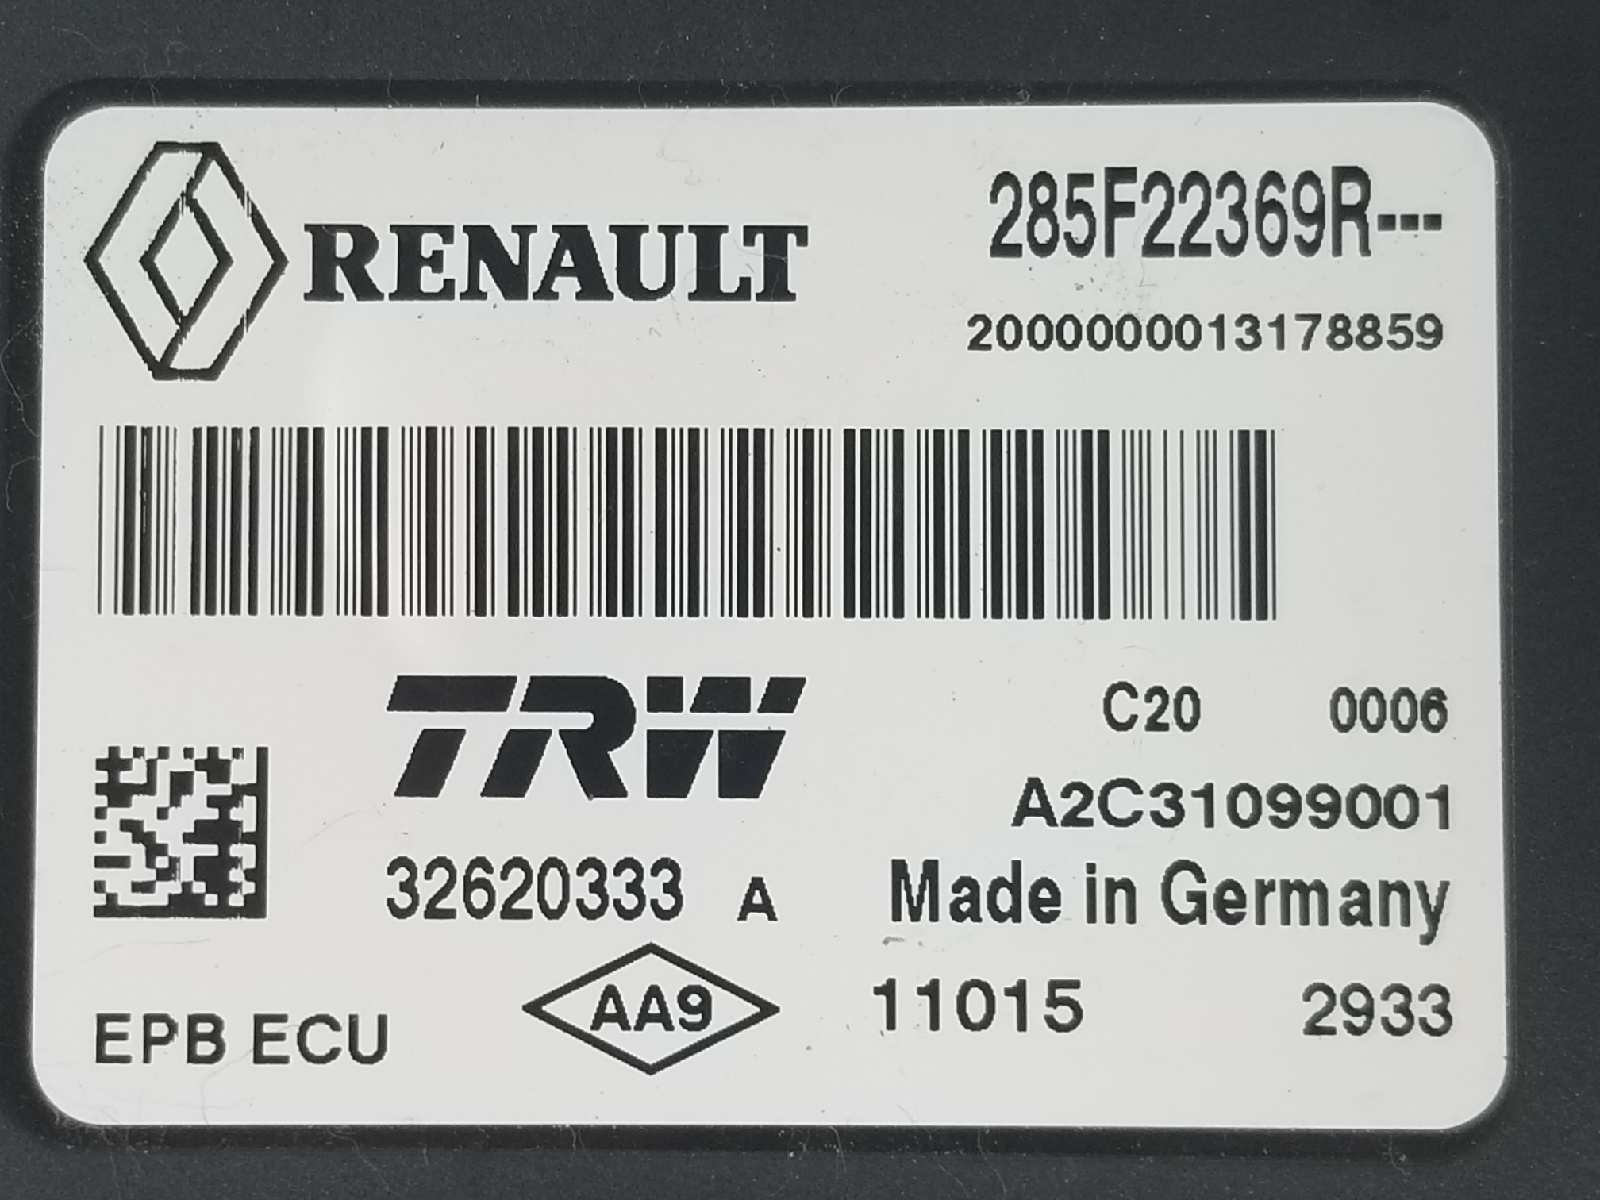 RENAULT
285F22369R---
2000000013178859
TRW
C20 0006
A2C31099001
32620333 A
Made in Germany
AA9
11015 2933
EPB ECU